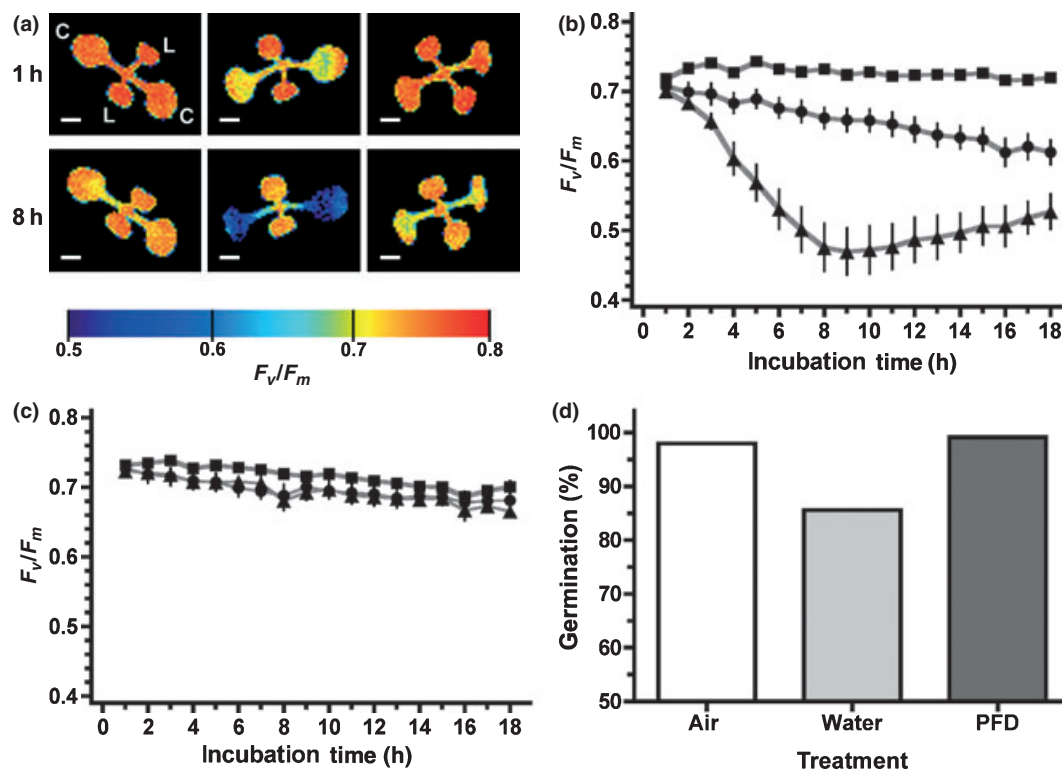 (a)
C
L
1 h
L
C
8 h
0.5 0.6 0.7 0.8
Fv/Fm
(b)
0.8
0.7
0.6
0.5
0.4
Fv/Fm
0 2 4 6 8 10 12 14 16 18
Incubation time (h)
(c)
0.8
0.7
0.6
0.5
0.4
Fv/Fm
0 2 4 6 8 10 12 14 16 18
Incubation time (h)
(d)
100
90
80
70
60
50
Germination (%)
Air Water PFD
Treatment